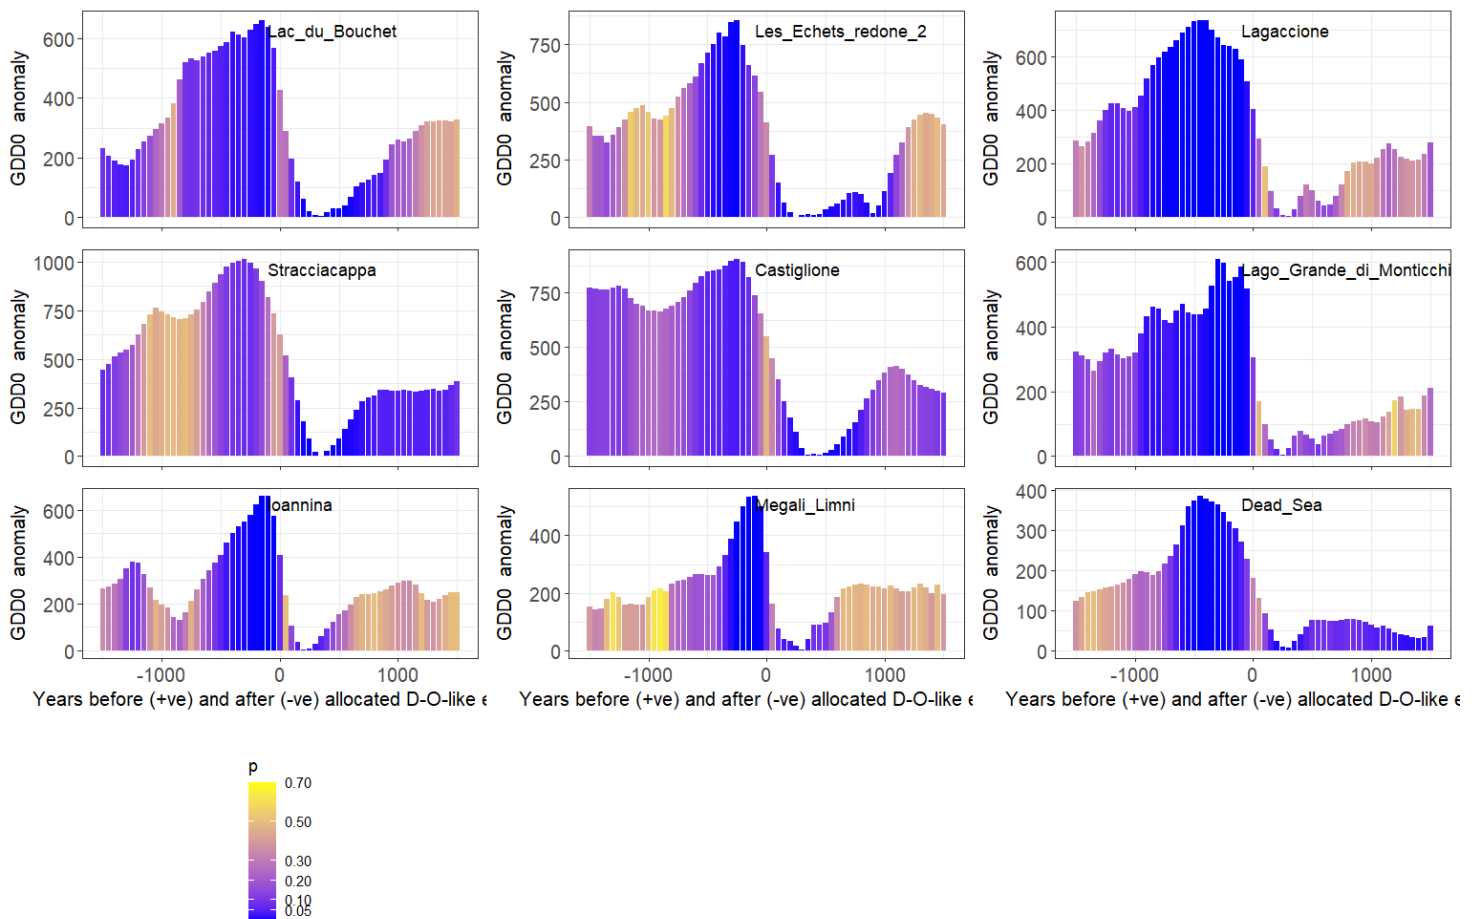 Lac_du_Bouchet
GDD0 anomaly
600
400
200
0
Les_Echets_redone_2
GDD0 anomaly
750
500
250
0
Lagaccione
GDD0 anomaly
600
400
200
0
Stracciacappa
GDD0 anomaly
1000
750
500
250
0
Castiglione
GDD0 anomaly
750
500
250
0
Lago_Grande_di_Monticchi
GDD0 anomaly
600
400
200
0
Ioannina
GDD0 anomaly
600
400
200
0
-1000 0 1000
Years before (+ve) and after (-ve) allocated D-O-like e
Megali_Limni
GDD0 anomaly
400
200
0
-1000 0 1000
Years before (+ve) and after (-ve) allocated D-O-like e
Dead_Sea
GDD0 anomaly
400
300
200
100
0
-1000 0 1000
Years before (+ve) and after (-ve) allocated D-O-like e
p
0.70
0.50
0.30
0.20
0.10
0.05